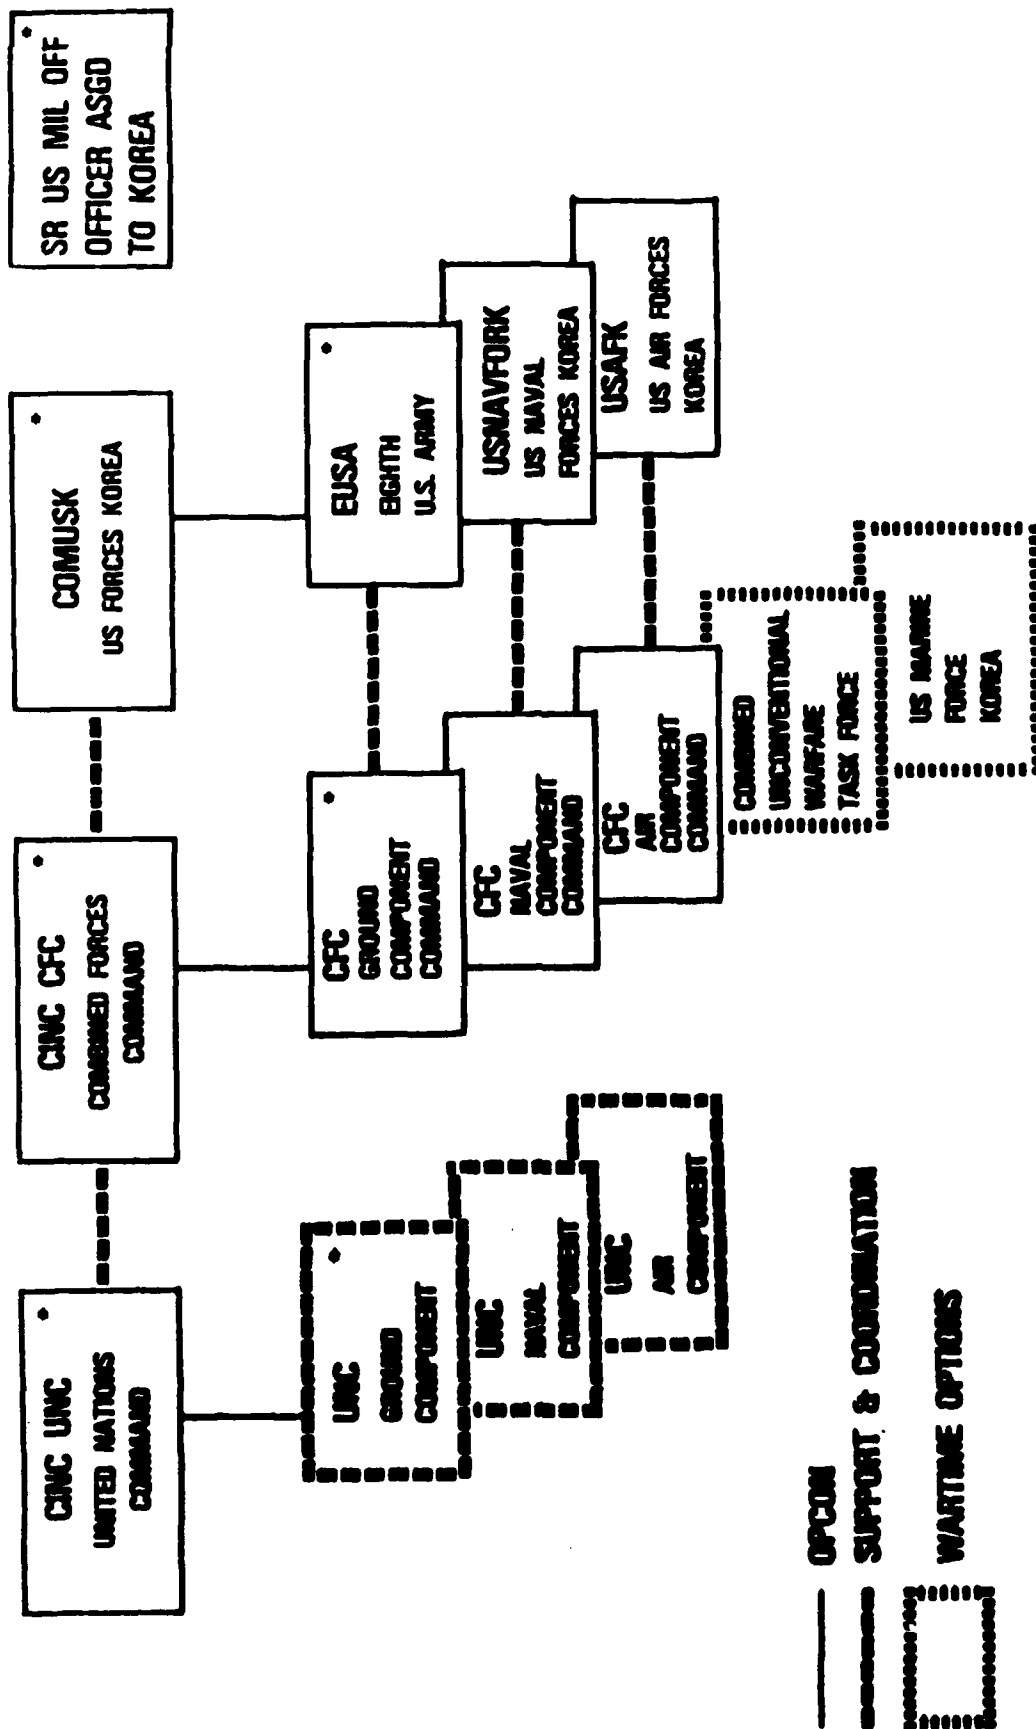 CINC UNC *
UNITED NATIONS
COMMAND
CINC CFC *
COMBINED FORCES
COMMAND
COMUSK *
US FORCES KOREA
SR US MIL OFF *
OFFICER ASGD
TO KOREA
UNC
GROUND *
COMPONENT
UNC
NAVAL
COMPONENT
UNC
AIR
COMPONENT
CFC *
GROUND
COMPONENT
COMMAND
CFC
NAVAL
COMPONENT
COMMAND
CFC
AIR
COMPONENT
COMMAND
COMBINED
UNCONVENTIONAL
WARFARE
TASK FORCE
US MARINE
FORCE
KOREA
EUSA *
EIGHTH
U.S. ARMY
USNAVFORK
US NAVAL
FORCES KOREA
USAFK
US AIR FORCES
KOREA
OPCON
SUPPORT & COORDINATION
WARTIME OPTIONS